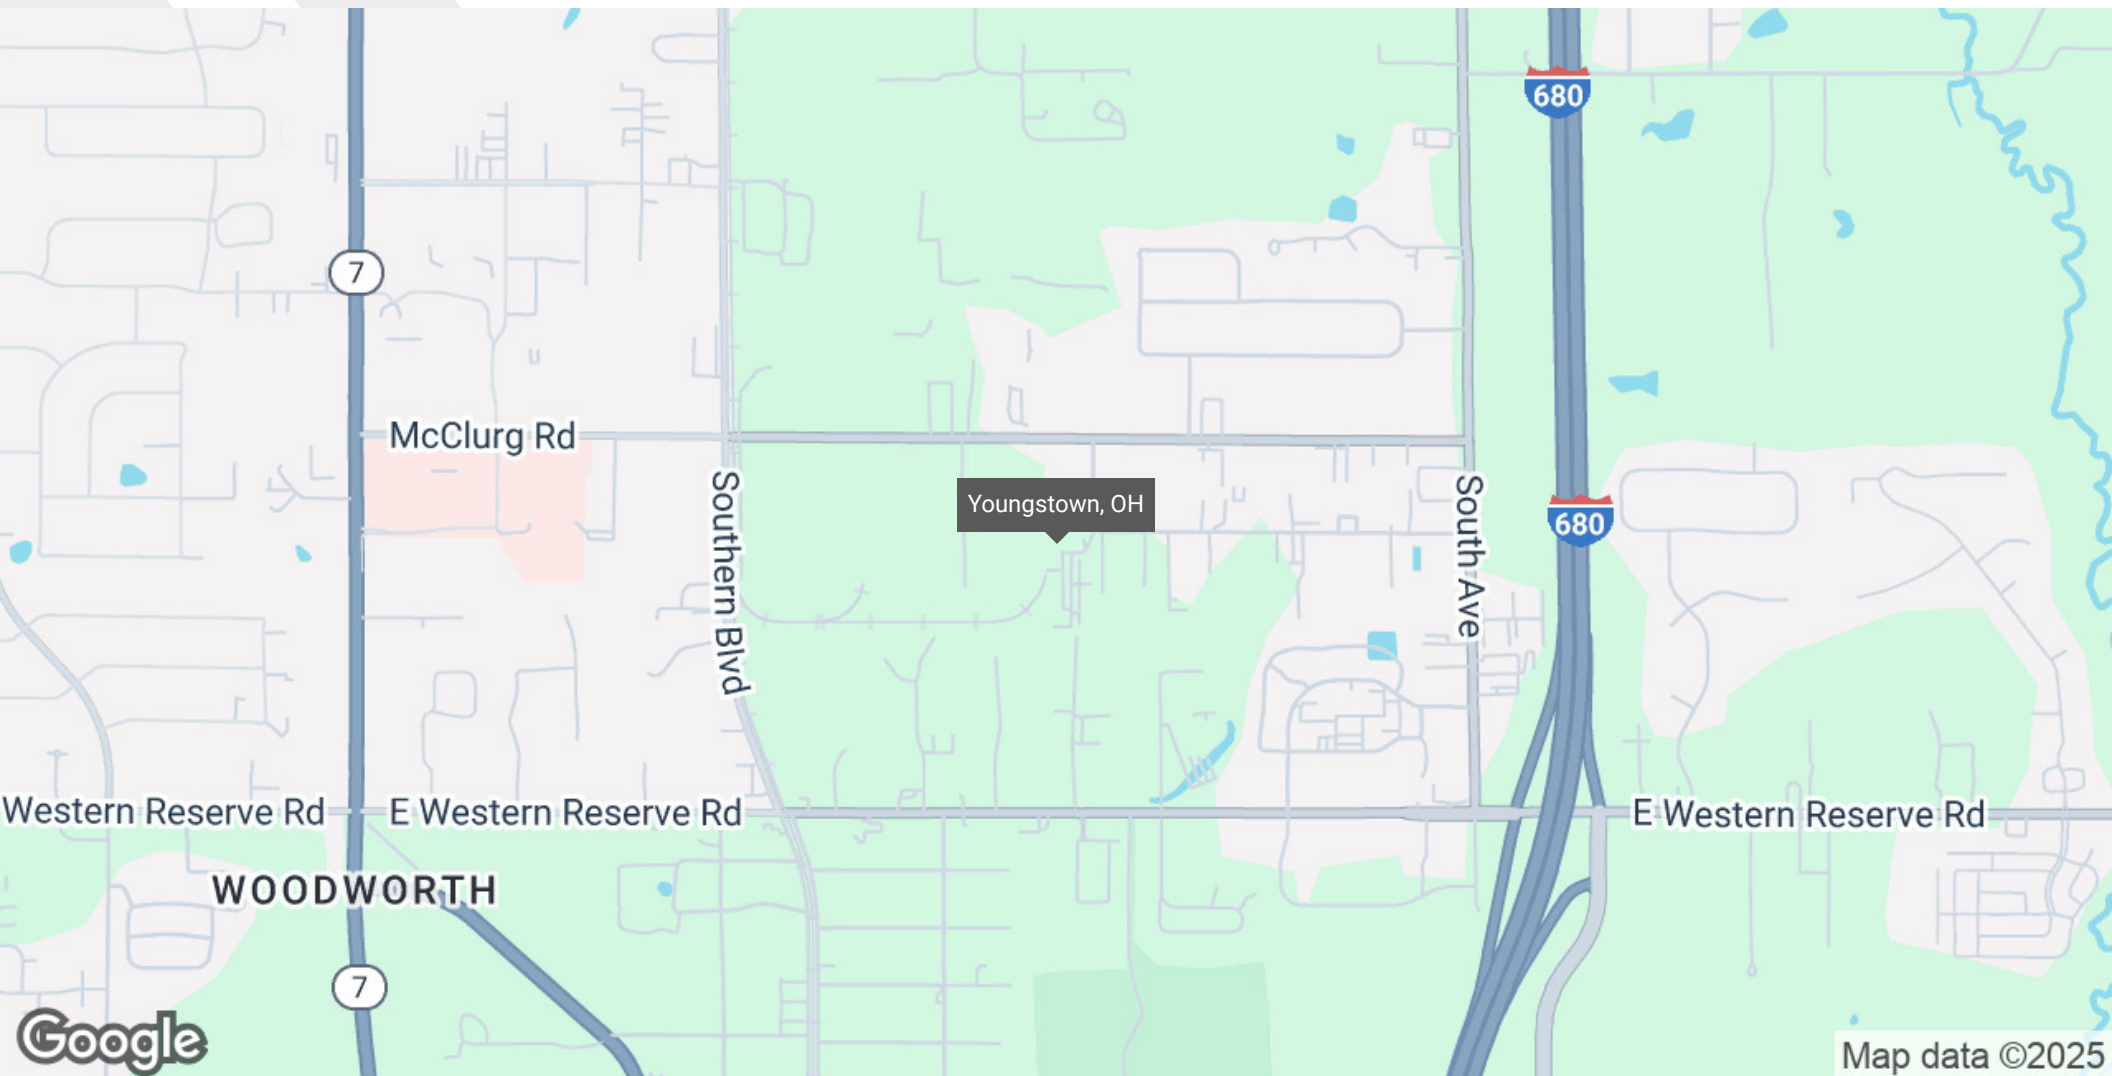 680
7
McClurg Rd
Southern Blvd
Youngstown, OH
South Ave
680
Western Reserve Rd
E Western Reserve Rd
E Western Reserve Rd
WOODWORTH
7
Google
Map data ©2025